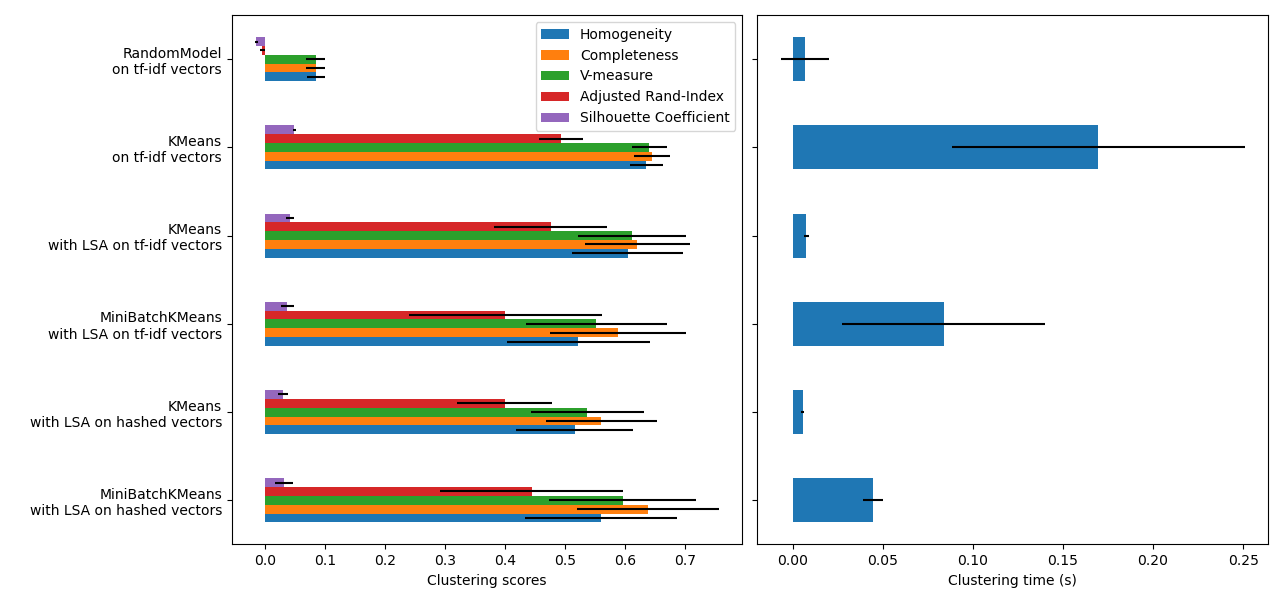 RandomModel
on tf-idf vectors
KMeans
on tf-idf vectors
KMeans
with LSA on tf-idf vectors
MiniBatchKMeans
with LSA on tf-idf vectors
KMeans
with LSA on hashed vectors
MiniBatchKMeans
with LSA on hashed vectors
Homogeneity
Completeness
V-measure
Adjusted Rand-Index
Silhouette Coefficient
0.0 0.1 0.2 0.3 0.4 0.5 0.6 0.7
Clustering scores
0.00 0.05 0.10 0.15 0.20 0.25
Clustering time (s)